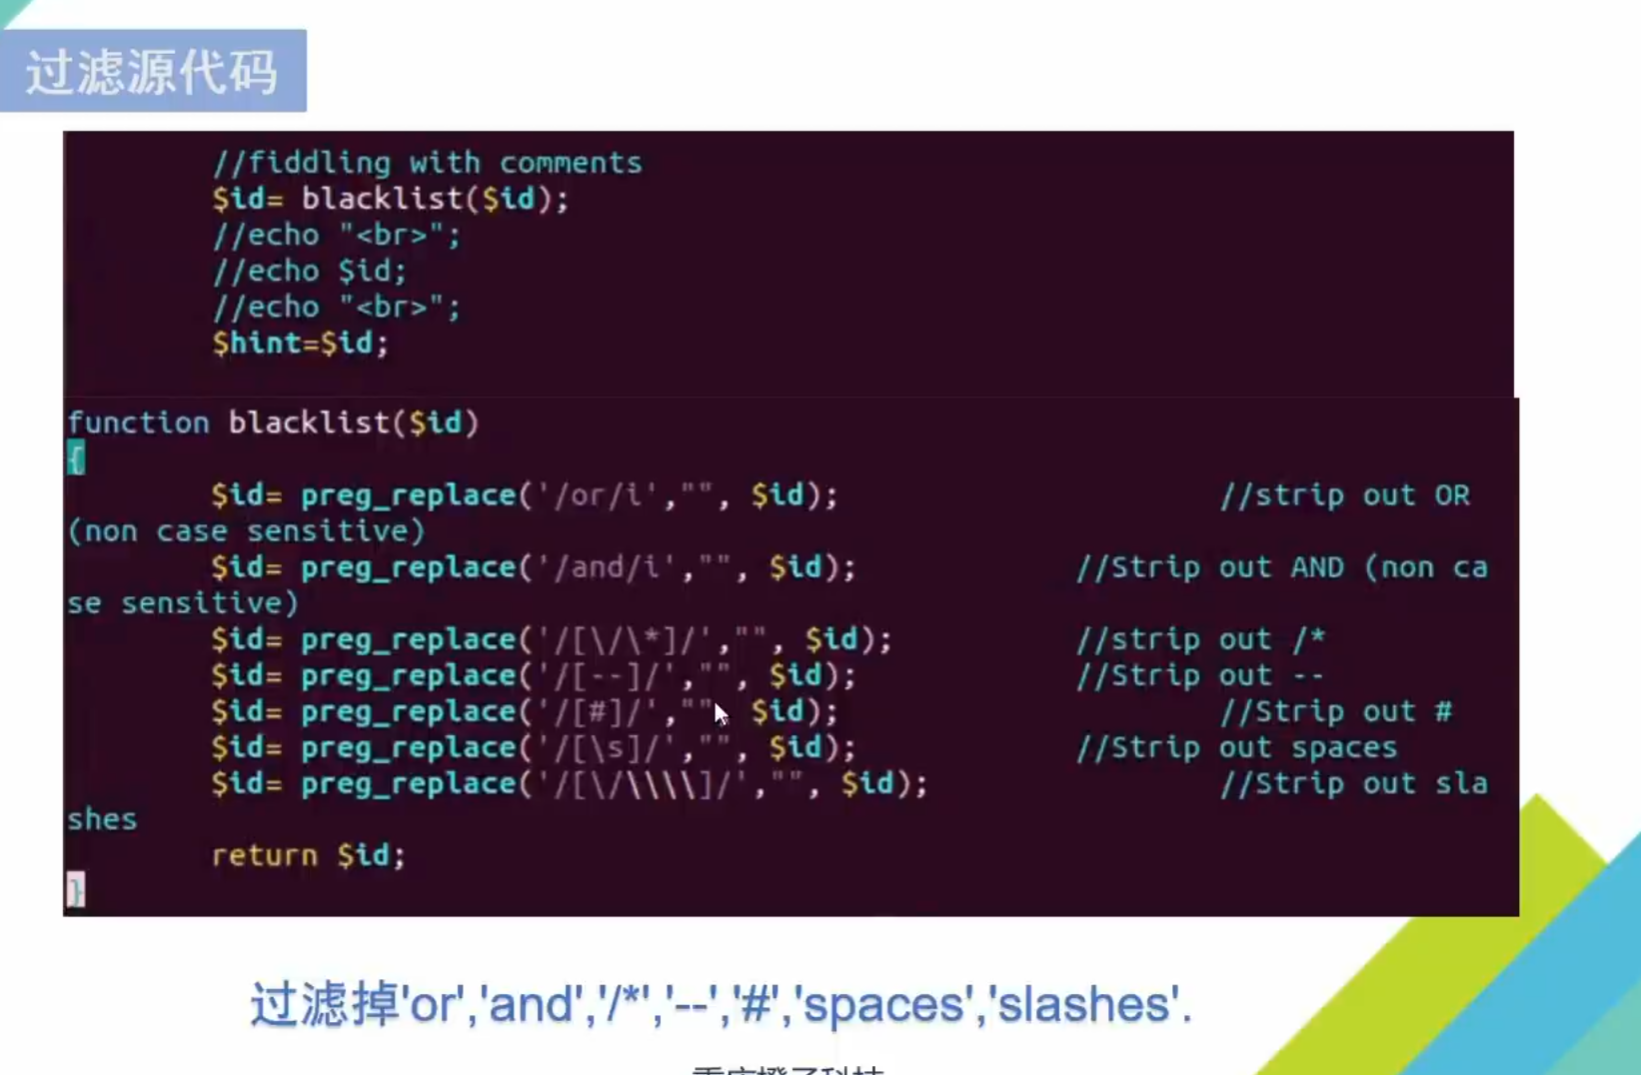 过滤源代码
//fiddling with comments
$id= blacklist($id);
//echo "<br>";
//echo $id;
//echo "<br>";
$hint=$id;
function blacklist($id)
{
$id= preg_replace('/or/i',"", $id); //strip out OR
(non case sensitive)
$id= preg_replace('/and/i',"", $id); //Strip out AND (non ca
se sensitive)
$id= preg_replace('/[\/\*]/',"", $id); //strip out /*
$id= preg_replace('/[--]/',"", $id); //Strip out --
$id= preg_replace('/[#]/',"" $id); //Strip out #
$id= preg_replace('/[\s]/',"", $id); //Strip out spaces
$id= preg_replace('/[\/\\\\]/',"", $id); //Strip out sla
shes
return $id;
}
过滤掉'or','and','/*','--','#','spaces','slashes'.